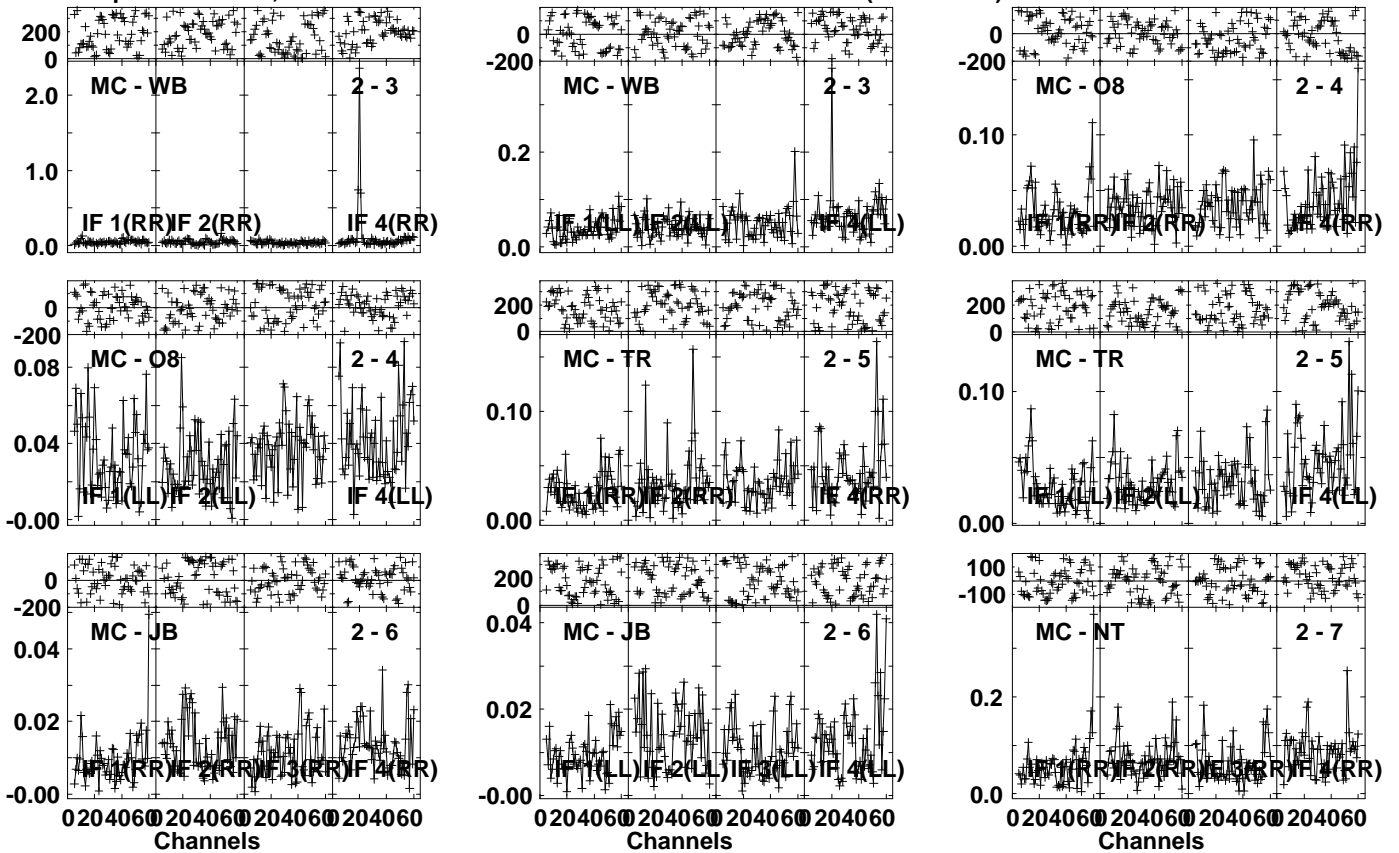 200
0
MC - WB
2 - 3
2.0
1.0
0.0
IF 1(RR)
IF 2(RR)
IF 4(RR)
0
-200
MC - WB
2 - 3
0.2
0.0
IF 1(LL)
IF 2(LL)
IF 4(LL)
0
-200
MC - O8
2 - 4
0.10
0.00
IF 1(RR)
IF 2(RR)
IF 4(RR)
0
-200
MC - O8
2 - 4
0.08
0.04
-0.00
IF 1(LL)
IF 2(LL)
IF 4(LL)
200
0
MC - TR
2 - 5
0.10
0.00
IF 1(RR)
IF 2(RR)
IF 4(RR)
200
0
MC - TR
2 - 5
0.10
0.00
IF 1(LL)
IF 2(LL)
IF 4(LL)
0
-200
MC - JB
2 - 6
0.04
0.02
-0.00
IF 1(RR)
IF 2(RR)
IF 3(RR)
IF 4(RR)
0 20 40 60 0 20 40 60 0 20 40 60 0 20 40 60
Channels
200
0
MC - JB
2 - 6
0.04
0.02
-0.00
IF 1(LL)
IF 2(LL)
IF 3(LL)
IF 4(LL)
0 20 40 60 0 20 40 60 0 20 40 60 0 20 40 60
Channels
100
-100
MC - NT
2 - 7
0.2
0.0
IF 1(RR)
IF 2(RR)
IF 3(RR)
IF 4(RR)
0 20 40 60 0 20 40 60 0 20 40 60 0 20 40 60
Channels